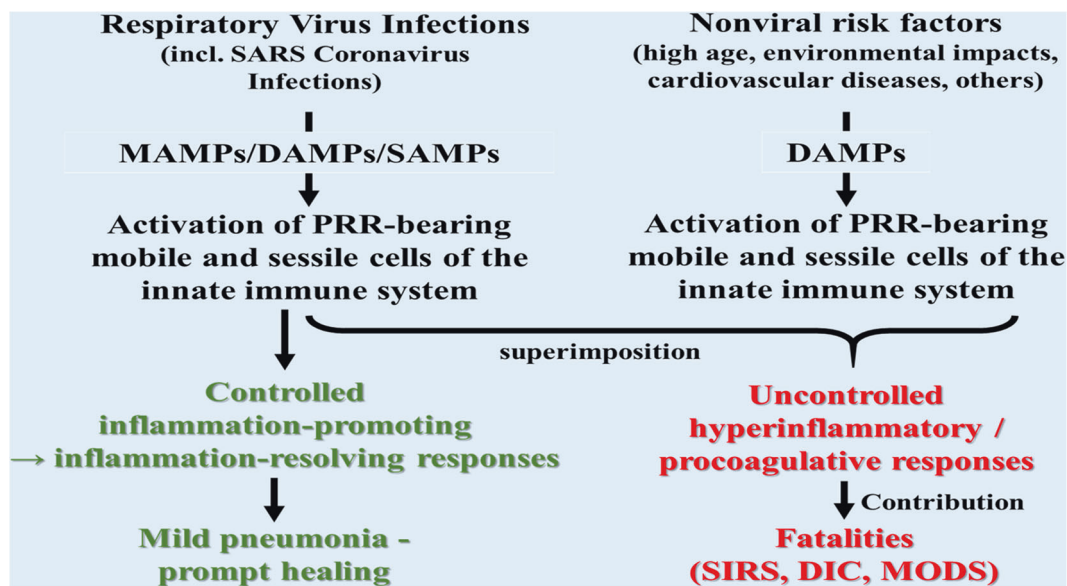 Respiratory Virus Infections
(incl. SARS Coronavirus
Infections)
MAMPs/DAMPs/SAMPs
Activation of PRR-bearing
mobile and sessile cells of the
innate immune system
Nonviral risk factors
(high age, environmental impacts,
cardiovascular diseases, others)
DAMPs
Activation of PRR-bearing
mobile and sessile cells of the
innate immune system
superimposition
Controlled
inflammation-promoting
→ inflammation-resolving responses
Mild pneumonia -
prompt healing
Uncontrolled
hyperinflammatory /
procoagulative responses
Contribution
Fatalities
(SIRS, DIC, MODS)